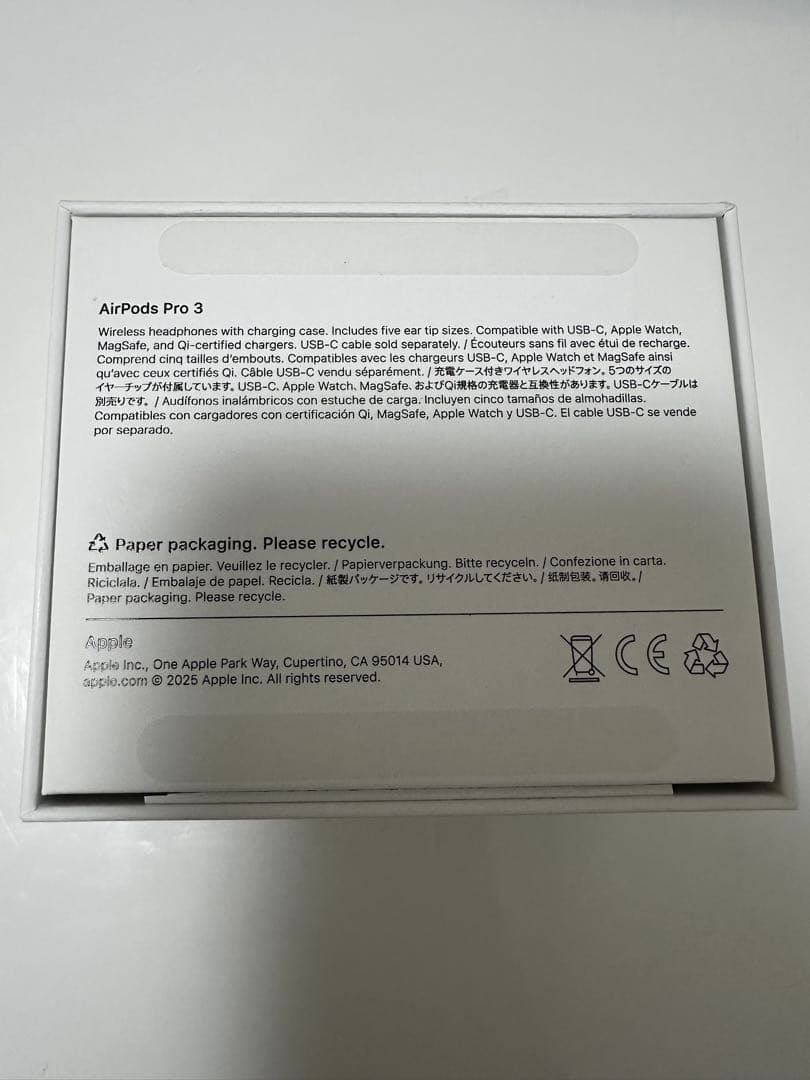 AirPods Pro 3
Wireless headphones with charging case. Includes five ear tip sizes. Compatible with USB-C, Apple Watch,
MagSafe, and Qi-certified chargers. USB-C cable sold separately. / Écouteurs sans fil avec étui de recharge.
Comprend cinq tailles d'embouts. Compatibles avec les chargeurs USB-C, Apple Watch et MagSafe ainsi
qu'avec ceux certifiés Qi. Câble USB-C vendu séparément. / 充電ケース付きワイヤレスヘッドフォン。5つのサイズの
イヤーチップが付属しています。USB-C、Apple Watch、MagSafe、およびQi規格の充電器と互換性があります。USB-Cケーブルは
別売りです。/ Audífonos inalámbricos con estuche de carga. Incluyen cinco tamaños de almohadillas.
Compatibles con cargadores con certificación Qi, MagSafe, Apple Watch y USB-C. El cable USB-C se vende
por separado.
Paper packaging. Please recycle.
Emballage en papier. Veuillez le recycler. / Papierverpackung. Bitte recyceln. / Confezione in carta.
Riciclala. / Embalaje de papel. Recicla. / 紙製パッケージです。リサイクルしてください。/ 纸制包装。请回收。/
Paper packaging. Please recycle.
Apple
Apple Inc., One Apple Park Way, Cupertino, CA 95014 USA,
apple.com © 2025 Apple Inc. All rights reserved.
CE